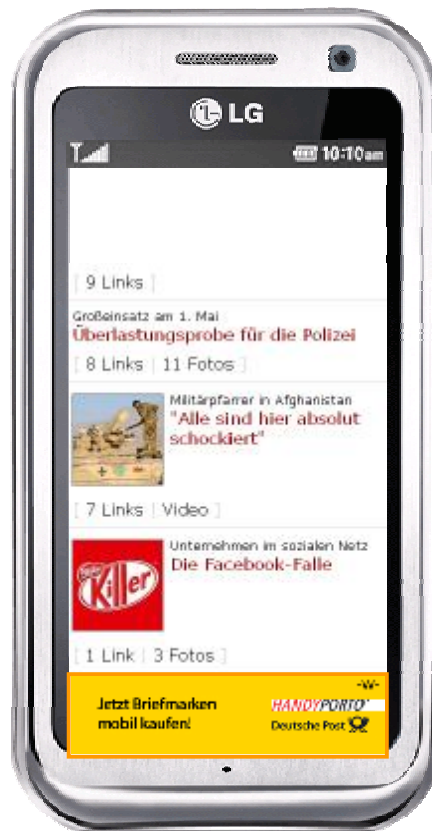 LG
10:10am
[ 9 Links ]
Großeinsatz am 1. Mai
Überlastungsprobe für die Polizei
[ 8 Links | 11 Fotos ]
Militärpfarrer in Afghanistan
"Alle sind hier absolut
schockiert"
[ 7 Links | Video ]
Unternehmen im sozialen Netz
Killer
Die Facebook-Falle
[ 1 Link | 3 Fotos ]
-W-
Jetzt Briefmarken
mobil kaufen!
HANDYPORTO
Deutsche Post